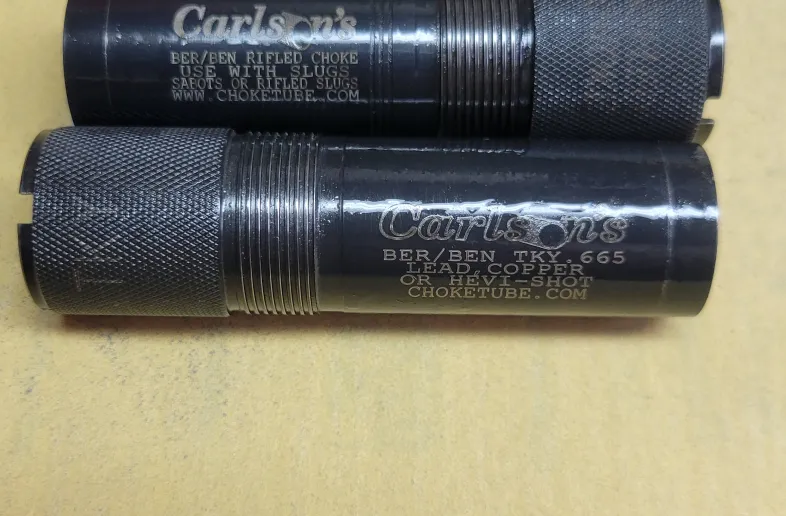 Carlson's
BER/BEN RIFLED CHOKE
USE WITH SLUGS
SABOTS OR RIFLED SLUGS
WWW.CHOKETUBE.COM
TKY
Carlson's
BER/BEN TKY.665
LEAD,COPPER
OR HEVI-SHOT
CHOKETUBE.COM